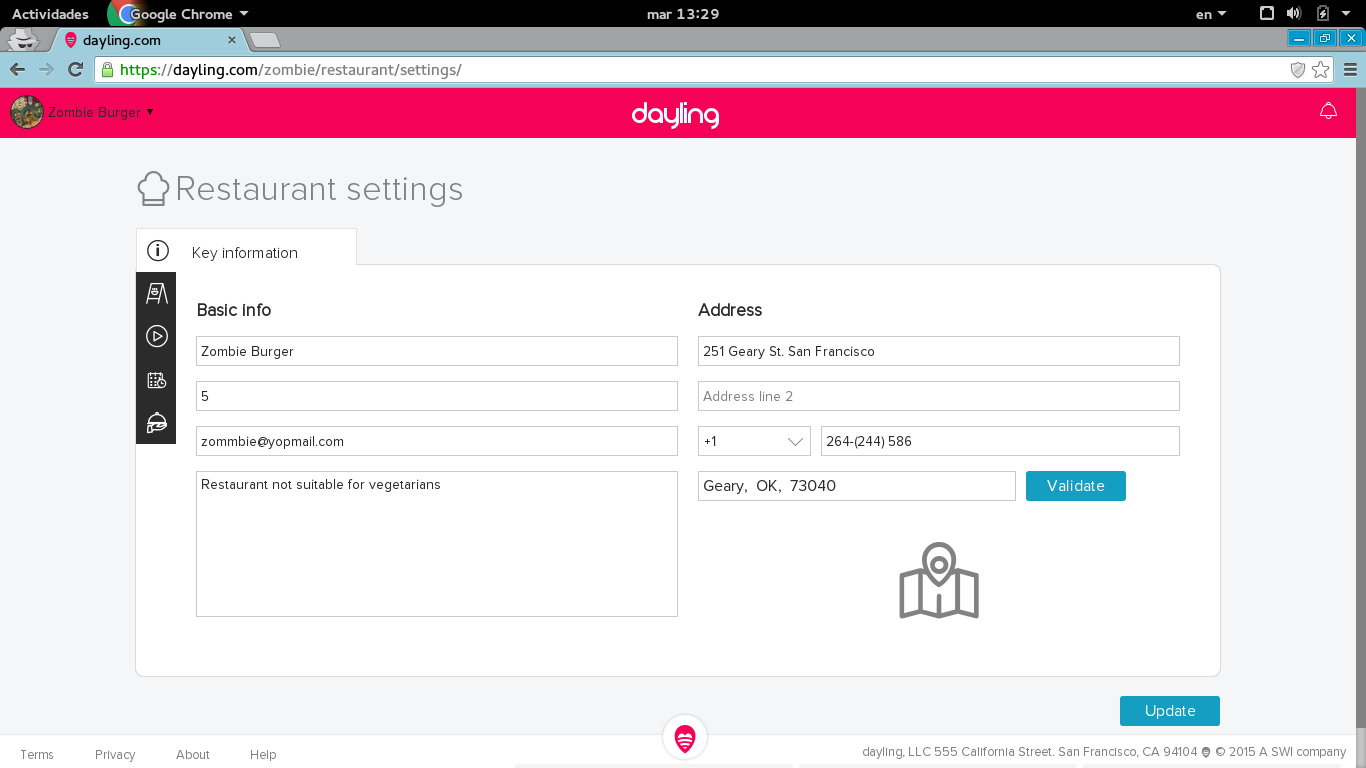 Actividades Google Chrome mar 13:29 en
dayling.com
https://dayling.com/zombie/restaurant/settings/
Zombie Burger dayling
Restaurant settings
Key information
Basic info
Zombie Burger
5
zommbie@yopmail.com
Restaurant not suitable for vegetarians
Address
251 Geary St. San Francisco
Address line 2
+1 264-(244) 586
Geary, OK, 73040 Validate
Update
Terms Privacy About Help dayling, LLC 555 California Street. San Francisco, CA 94104 © 2015 A SWI company